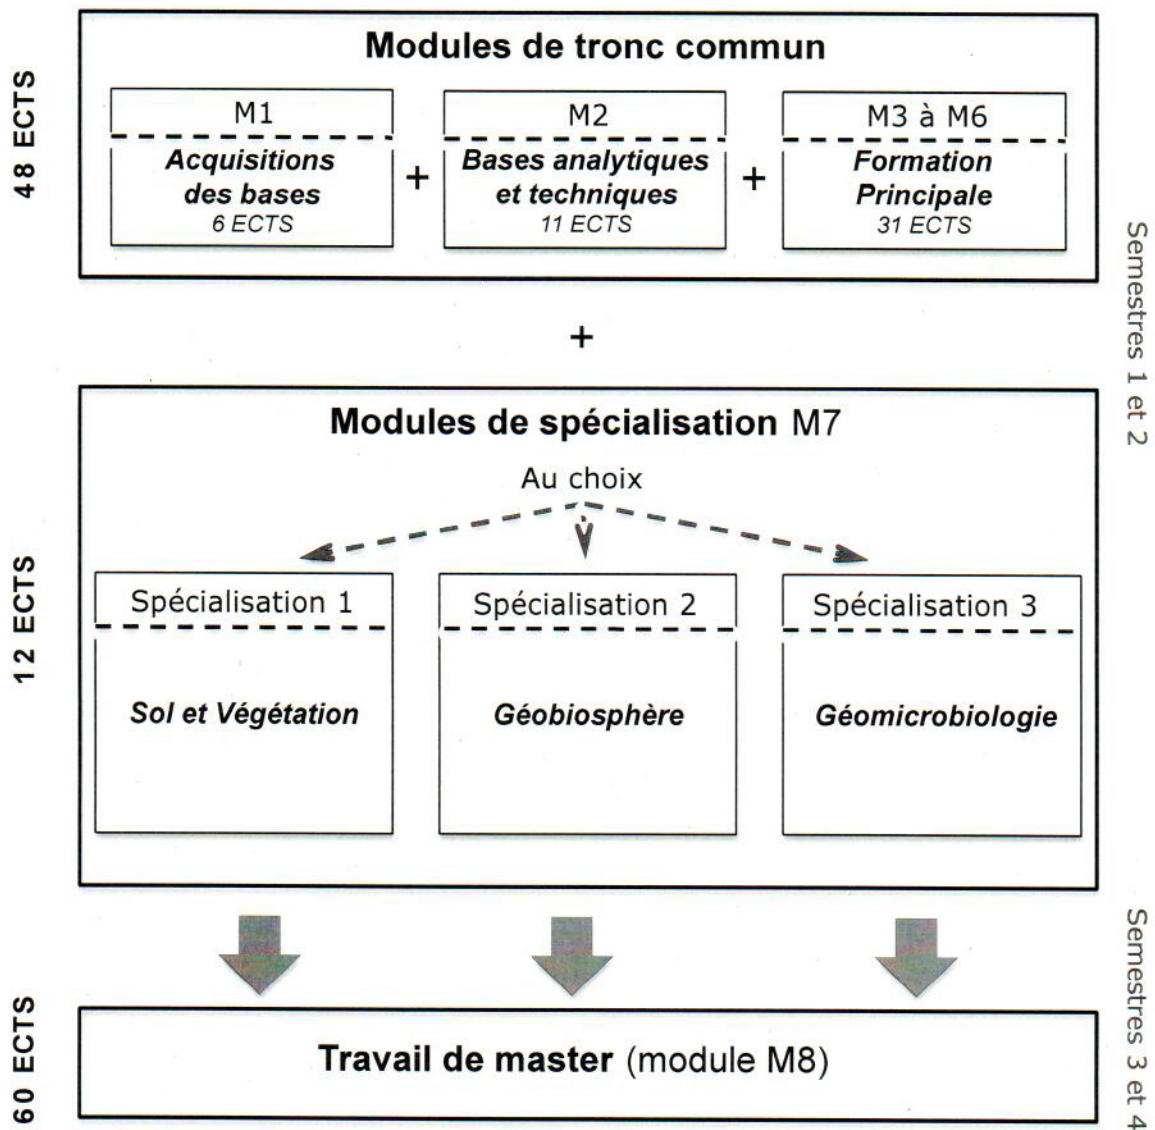 48 ECTS
Modules de tronc commun
M1
Acquisitions
des bases
6 ECTS
+
M2
Bases analytiques
et techniques
11 ECTS
+
M3 à M6
Formation
Principale
31 ECTS
Semestres 1 et 2
+
12 ECTS
Modules de spécialisation M7
Au choix
Spécialisation 1
Sol et Végétation
Spécialisation 2
Géobiosphère
Spécialisation 3
Géomicrobiologie
Semestres 3 et 4
60 ECTS
Travail de master (module M8)